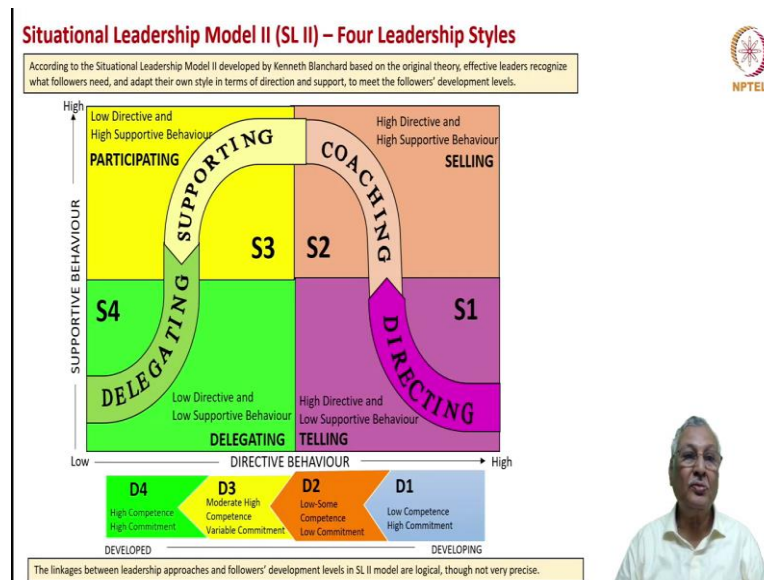 Situational Leadership Model II (SL II) – Four Leadership Styles
NPTEL
According to the Situational Leadership Model II developed by Kenneth Blanchard based on the original theory, effective leaders recognize
what followers need, and adapt their own style in terms of direction and support, to meet the followers' development levels.
High
Low Directive and
High Supportive Behaviour
PARTICIPATING
High Directive and
High Supportive Behaviour
SELLING
SUPPORTING
COACHING
S3
S2
SUPPORTIVE BEHAVIOUR
S4
S1
DELEGATING
DIRECTING
Low Directive and
Low Supportive Behaviour
DELEGATING
High Directive and
Low Supportive Behaviour
TELLING
Low
DIRECTIVE BEHAVIOUR
High
D4
High Competence
High Commitment
D3
Moderate High
Competence
Variable Commitment
D2
Low-Some
Competence
Low Commitment
D1
Low Competence
High Commitment
DEVELOPED
DEVELOPING
The linkages between leadership approaches and followers' development levels in SL II model are logical, though not very precise.